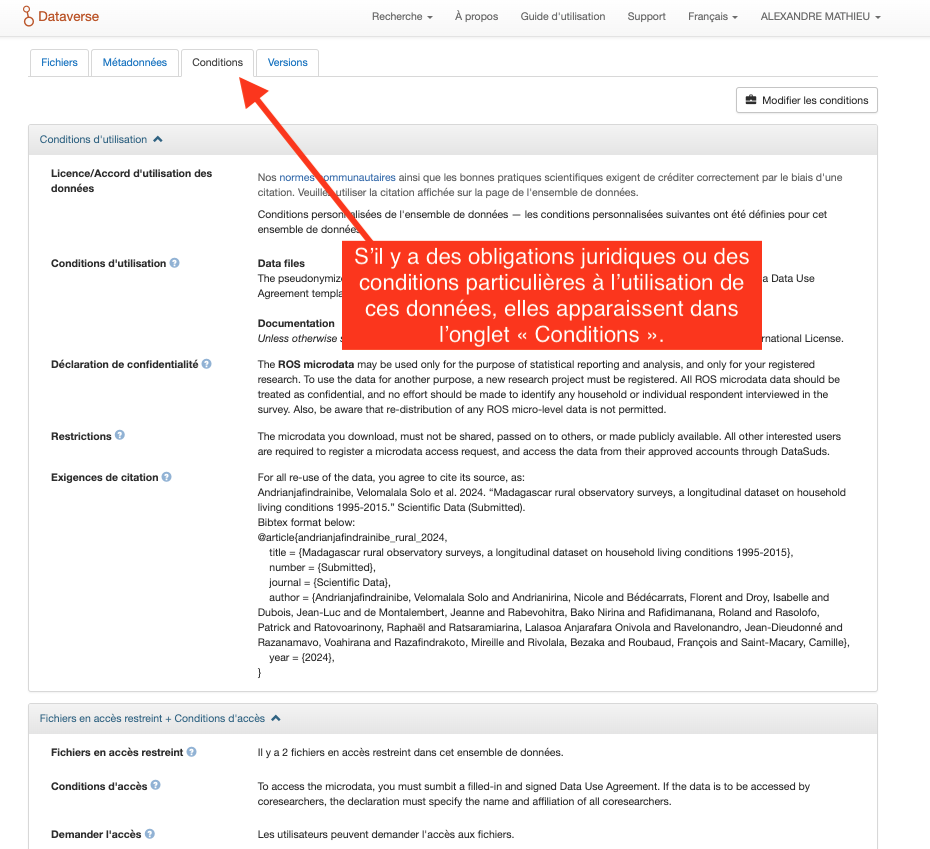 Dataverse
Recherche
À propos
Guide d'utilisation
Support
Français
ALEXANDRE MATHIEU
Fichiers
Métadonnées
Conditions
Versions
Modifier les conditions
Conditions d'utilisation
Licence/Accord d'utilisation des
données
Nos normes communautaires ainsi que les bonnes pratiques scientifiques exigent de créditer correctement par le biais d'une
citation. Veuillez utiliser la citation affichée sur la page de l'ensemble de données.
Conditions personnalisées de l'ensemble de données — les conditions personnalisées suivantes ont été définies pour cet
ensemble de données
S'il y a des obligations juridiques ou des
conditions particulières à l'utilisation de
ces données, elles apparaissent dans
l'onglet « Conditions ».
Conditions d'utilisation
Data files
The a Data Use
Agreement
Documentation
Unless otherwise License.
Déclaration de confidentialité
The ROS microdata may be used only for the purpose of statistical reporting and analysis, and only for your registered
research. To use the data for another purpose, a new research project must be registered. All ROS microdata data should be
treated as confidential, and no effort should be made to identify any household or individual respondent interviewed in the
survey. Also, be aware that re-distribution of any ROS micro-level data is not permitted.
Restrictions
The microdata you download, must not be shared, passed on to others, or made publicly available. All other interested users
are required to register a microdata access request, and access the data from their approved accounts through DataSuds.
Exigences de citation
For all re-use of the data, you agree to cite its source, as:
Andrianjafindrainibe, Velomalala Solo et al. 2024. “Madagascar rural observatory surveys, a longitudinal dataset on household
living conditions 1995-2015.” Scientific Data (Submitted).
Bibtex format below:
@article{andrianjafindrainibe_rural_2024,
title = {Madagascar rural observatory surveys, a longitudinal dataset on household living conditions 1995-2015},
number = {Submitted},
journal = {Scientific Data},
author = {Andrianjafindrainibe, Velomalala Solo and Andrianirina, Nicole and Bédécarrats, Florent and Droy, Isabelle and
Dubois, Jean-Luc and de Montalembert, Jeanne and Rabevohitra, Bako Nirina and Rafidimanana, Roland and Rasolofo,
Patrick and Ratovoarinony, Raphaël and Ratsaramiarina, Lalasoa Anjarafara Onivola and Ravelonandro, Jean-Dieudonné and
Razanamavo, Voahirana and Razafindrakoto, Mireille and Rivolala, Bezaka and Roubaud, François and Saint-Macary, Camille},
year = {2024},
}
Fichiers en accès restreint + Conditions d'accès
Fichiers en accès restreint
Il y a 2 fichiers en accès restreint dans cet ensemble de données.
Conditions d'accès
To access the microdata, you must sumbit a filled-in and signed Data Use Agreement. If the data is to be accessed by
coresearchers, the declaration must specify the name and affiliation of all coresearchers.
Demander l'accès
Les utilisateurs peuvent demander l'accès aux fichiers.